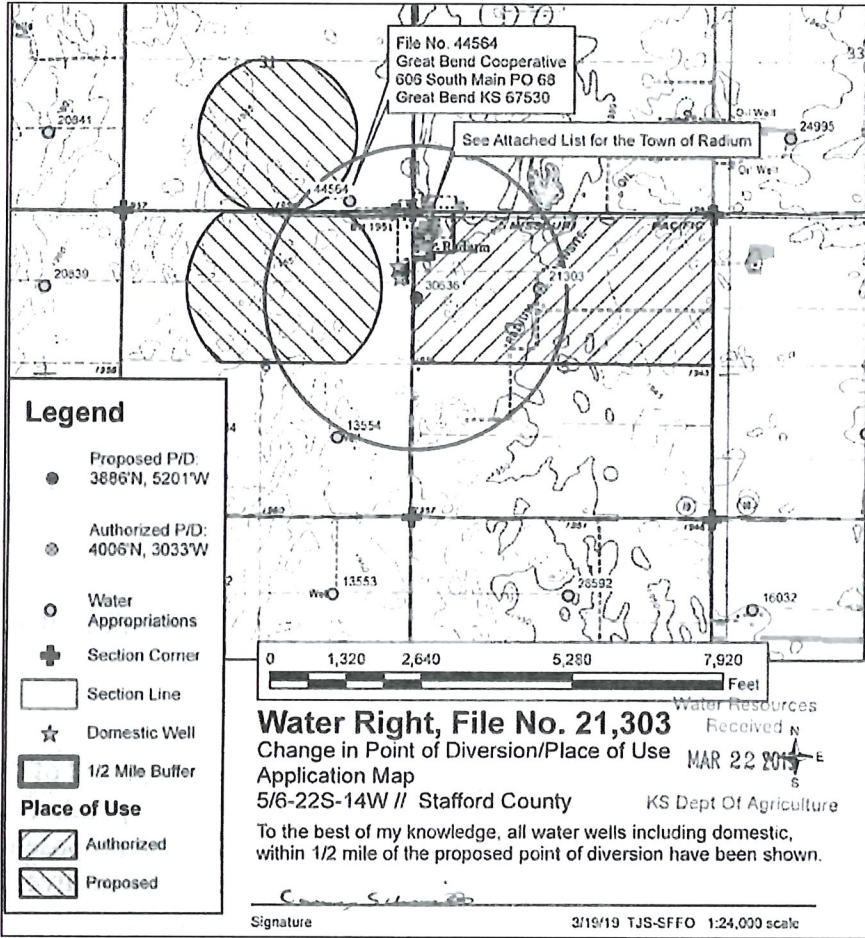 31
33
File No. 44564
Great Bend Cooperative
606 South Main PO 68
Great Bend KS 67530
See Attached List for the Town of Radium
Oil Well
24995
Oil Well
20841
OIL
44564
MISSOURI
PACIFIC
Radium
20839
30636
21303
RADIUM
13554
13553
Well
28592
16032
Legend
Proposed P/D:
3886'N, 5201'W
Authorized P/D:
4006'N, 3033'W
Water
Appropriations
Section Corner
Section Line
Domestic Well
1/2 Mile Buffer
Place of Use
Authorized
Proposed
0 1,320 2,640 5,280 7,920
Feet
Water Resources
Received
MAR 22 2019
KS Dept Of Agriculture
N
E
S
Water Right, File No. 21,303
Change in Point of Diversion/Place of Use
Application Map
5/6-22S-14W // Stafford County
To the best of my knowledge, all water wells including domestic,
within 1/2 mile of the proposed point of diversion have been shown.
Signature
3/19/19 TJS-SFFO 1:24,000 scale